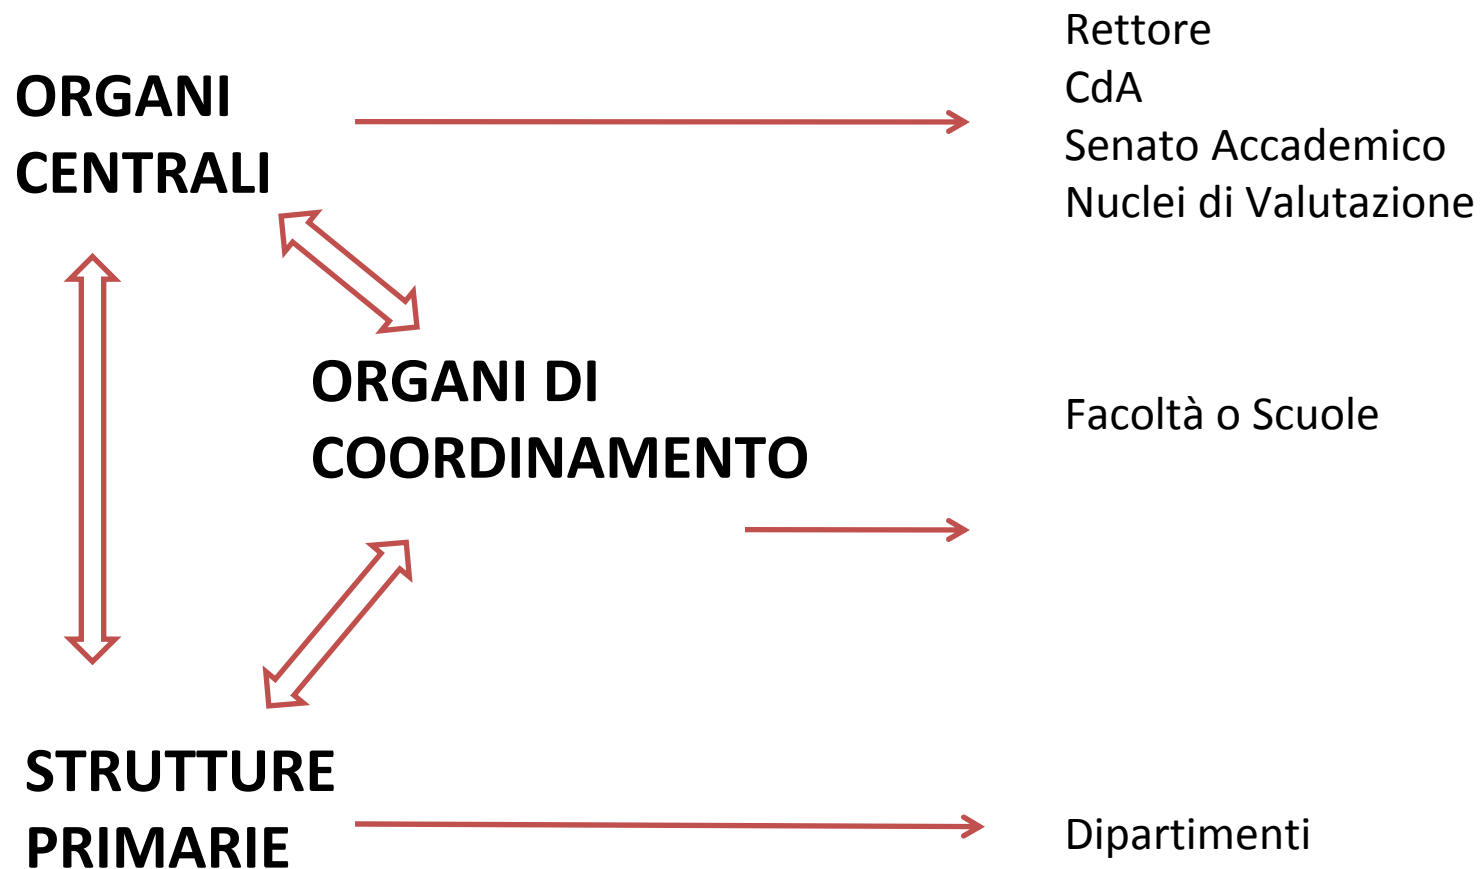 ORGANI
CENTRALI
Rettore
CdA
Senato Accademico
Nuclei di Valutazione
ORGANI DI
COORDINAMENTO
Facoltà o Scuole
STRUTTURE
PRIMARIE
Dipartimenti